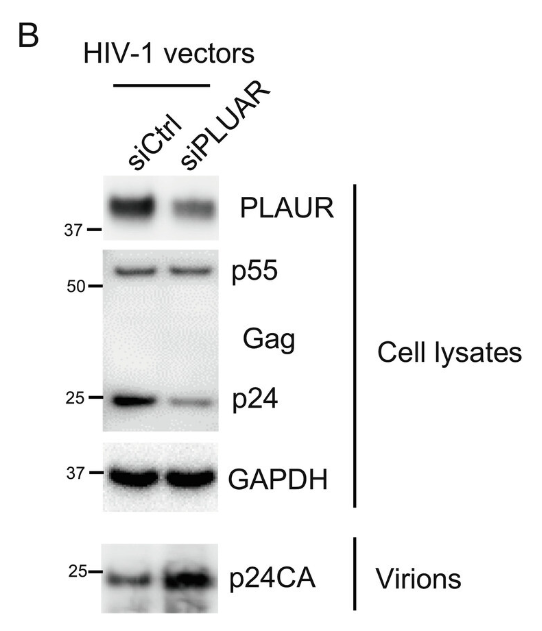 B
HIV-1 vectors
siCtrl siPLUAR
37 PLAUR
50 p55
Gag
25 p24
Cell lysates
37 GAPDH
25 p24CA Virions